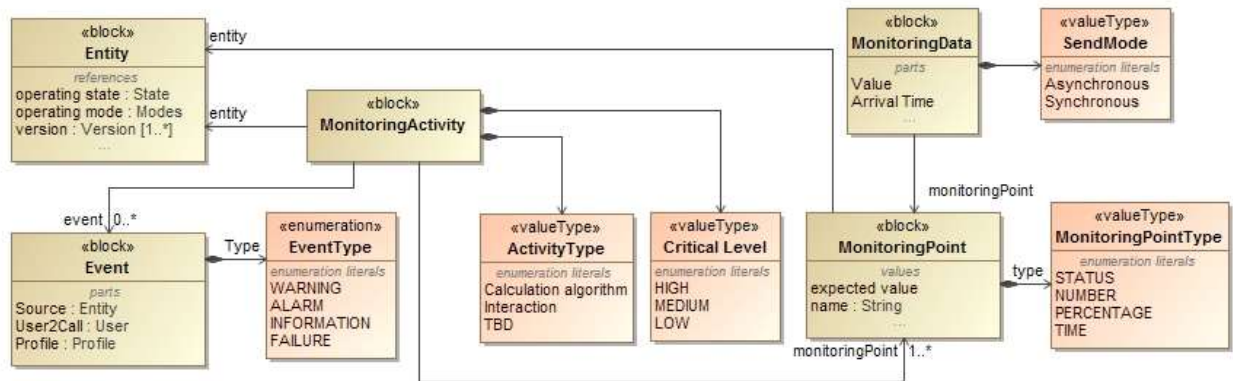 «block»
Entity
references
operating state : State
operating mode : Modes
version : Version [1..*]
...
entity
entity
«block»
MonitoringActivity
«block»
MonitoringData
parts
Value
Arrival Time
...
«valueType»
SendMode
enumeration literals
Asynchronous
Synchronous
monitoringPoint
event 0..*
«block»
Event
parts
Source : Entity
User2Call : User
Profile : Profile
Type
«enumeration»
EventType
enumeration literals
WARNING
ALARM
INFORMATION
FAILURE
«valueType»
ActivityType
enumeration literals
Calculation algorithm
Interaction
TBD
«valueType»
Critical Level
enumeration literals
HIGH
MEDIUM
LOW
«block»
MonitoringPoint
values
expected value
name : String
...
type
«valueType»
MonitoringPointType
enumeration literals
STATUS
NUMBER
PERCENTAGE
TIME
monitoringPoint 1..*